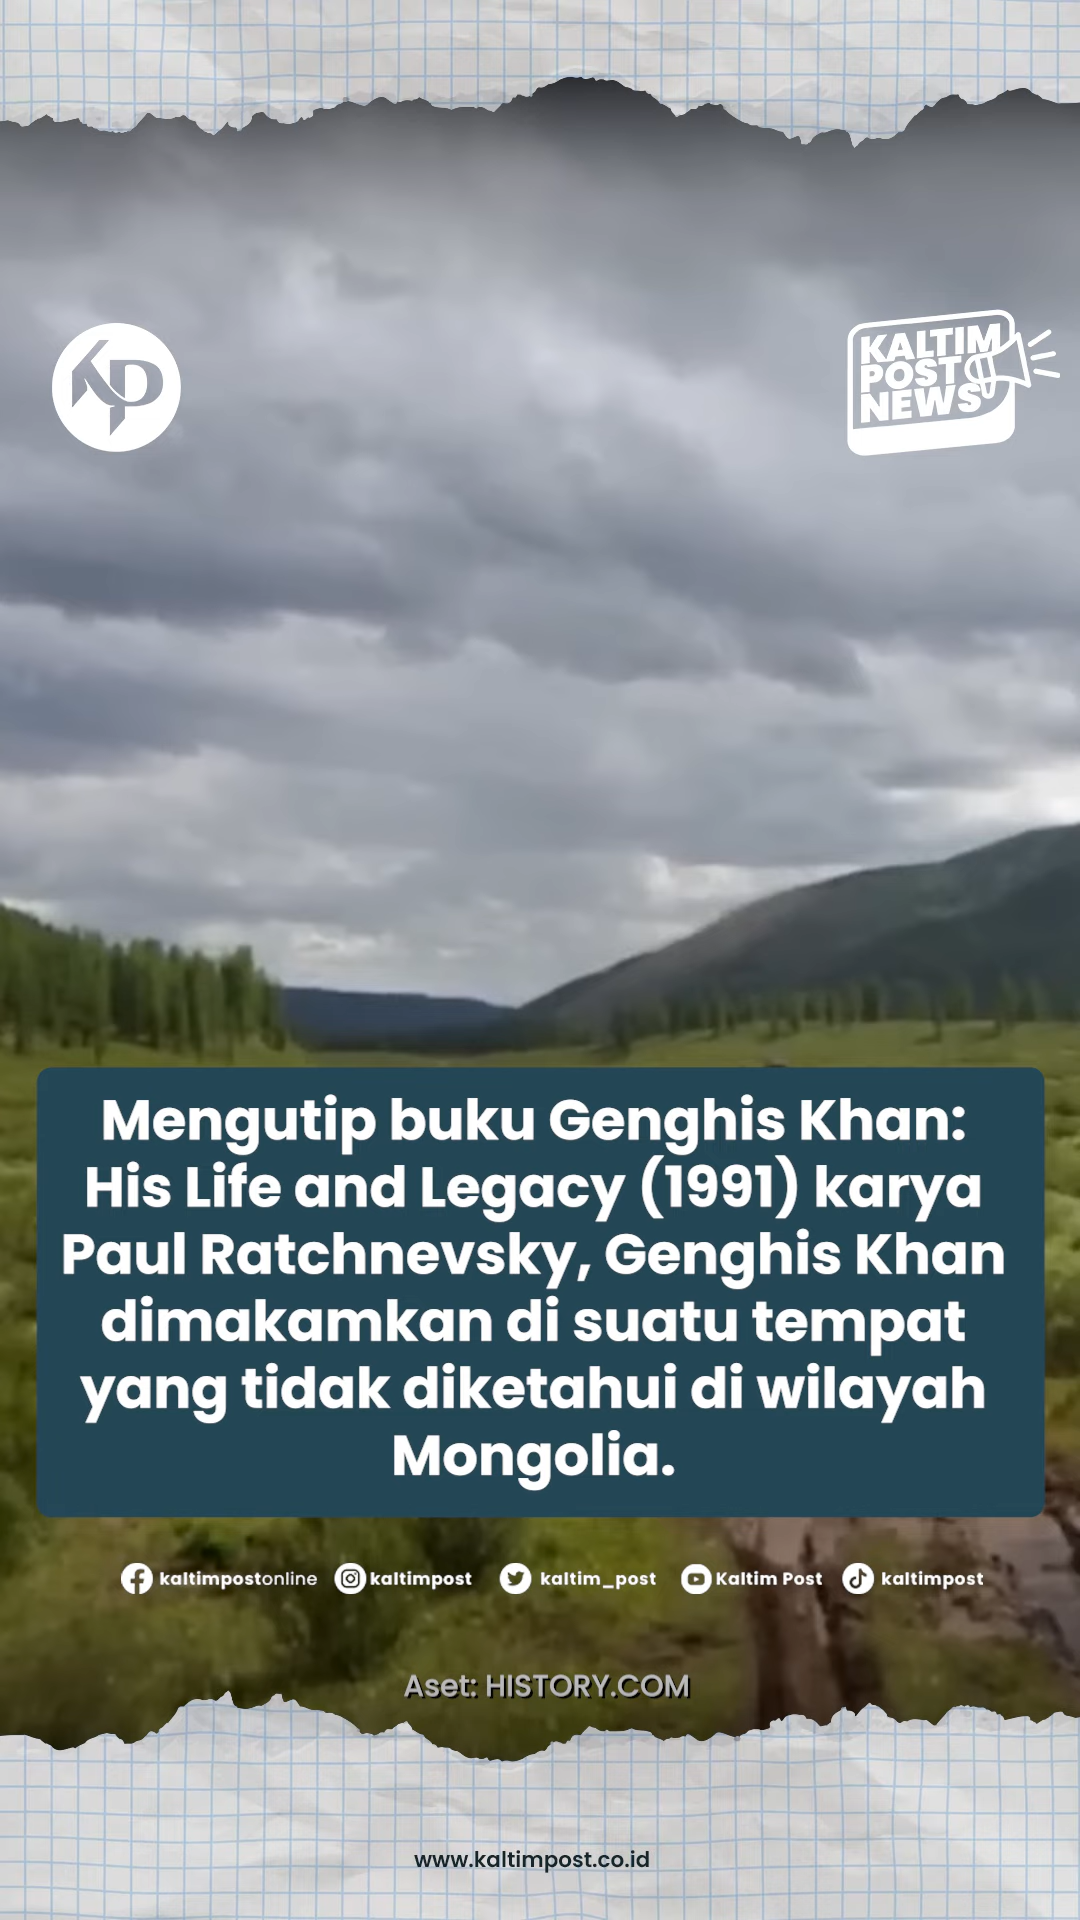 KP
KALTIM
POST
NEWS
Mengutip buku Genghis Khan:
His Life and Legacy (1991) karya
Paul Ratchnevsky, Genghis Khan
dimakamkan di suatu tempat
yang tidak diketahui di wilayah
Mongolia.
kaltimpostonline kaltimpost kaltim_post Kaltim Post kaltimpost
Aset: HISTORY.COM
www.kaltimpost.co.id